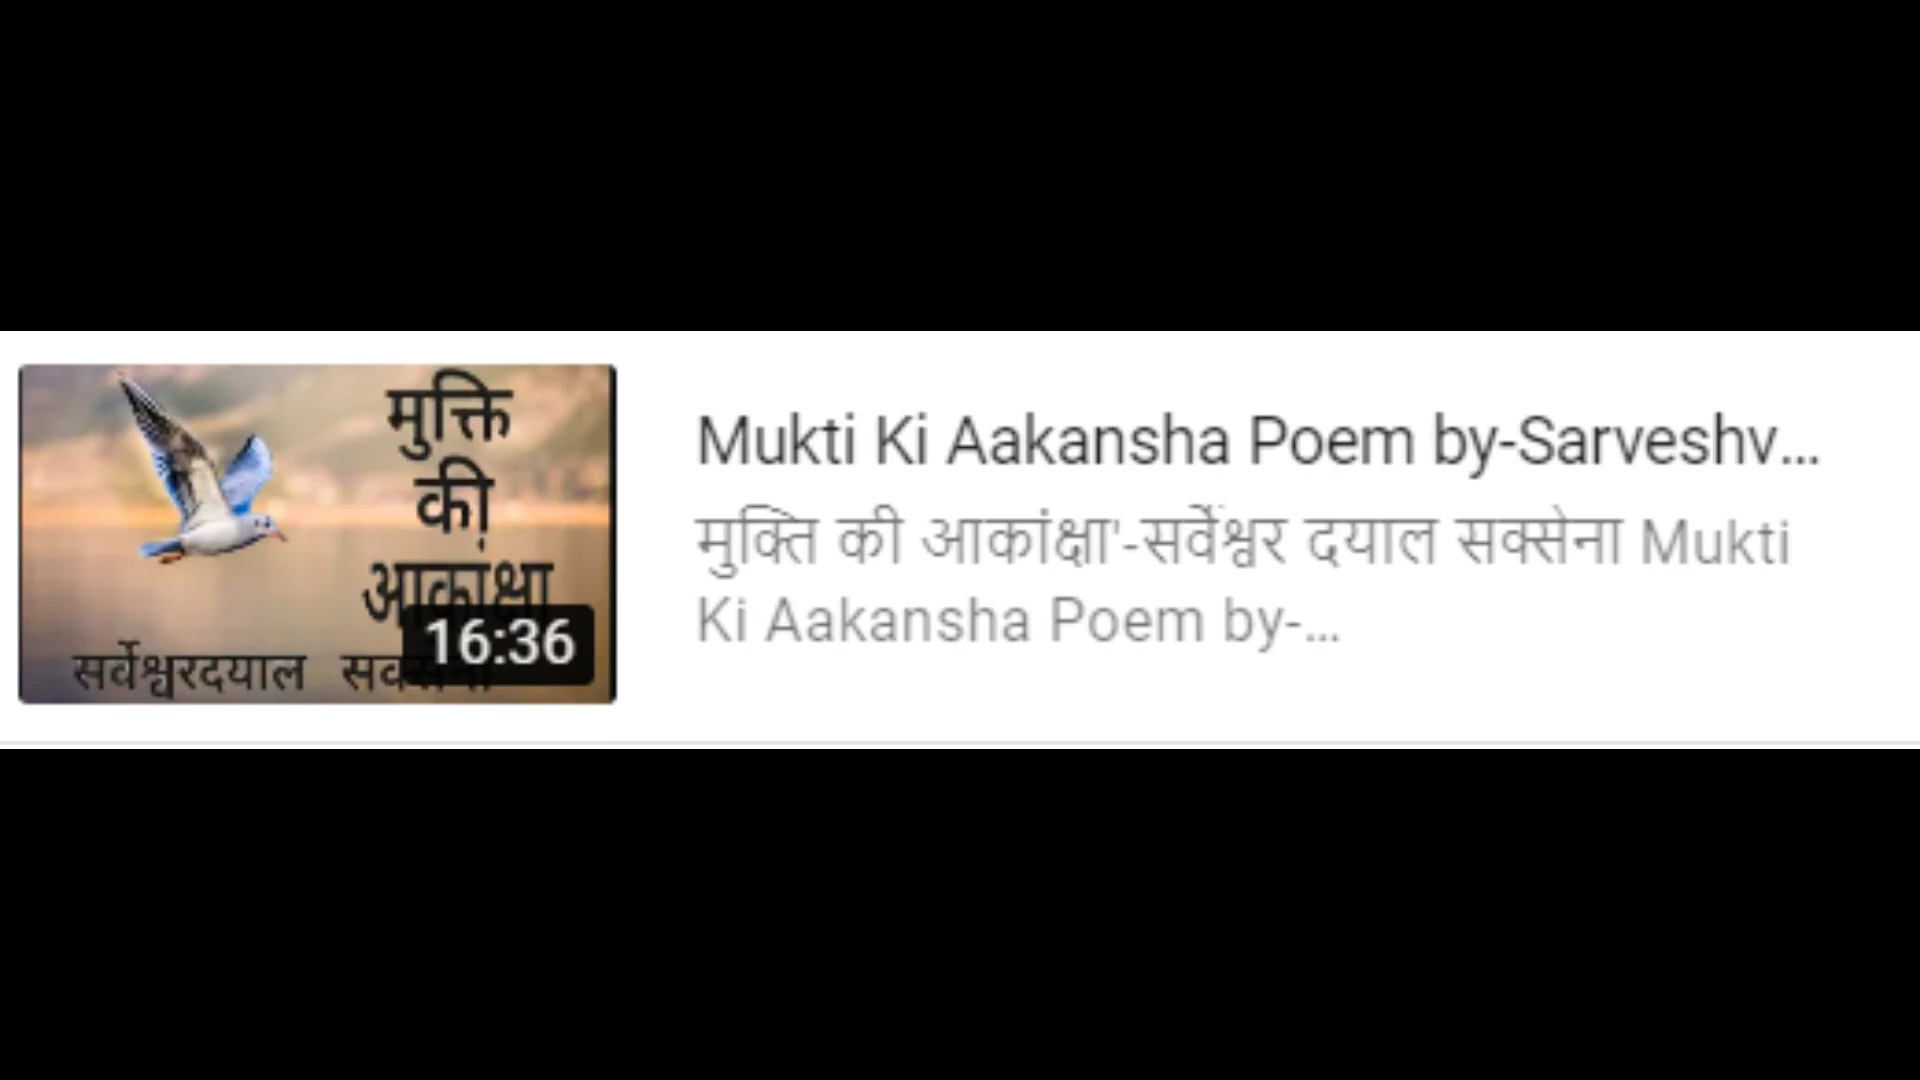 मुक्ति
की
आकांक्षा
16:36
सर्वेश्वरदयाल
Mukti Ki Aakansha Poem by-Sarveshv...
मुक्ति की आकांक्षा'-सर्वेश्वर दयाल सक्सेना Mukti
Ki Aakansha Poem by-...